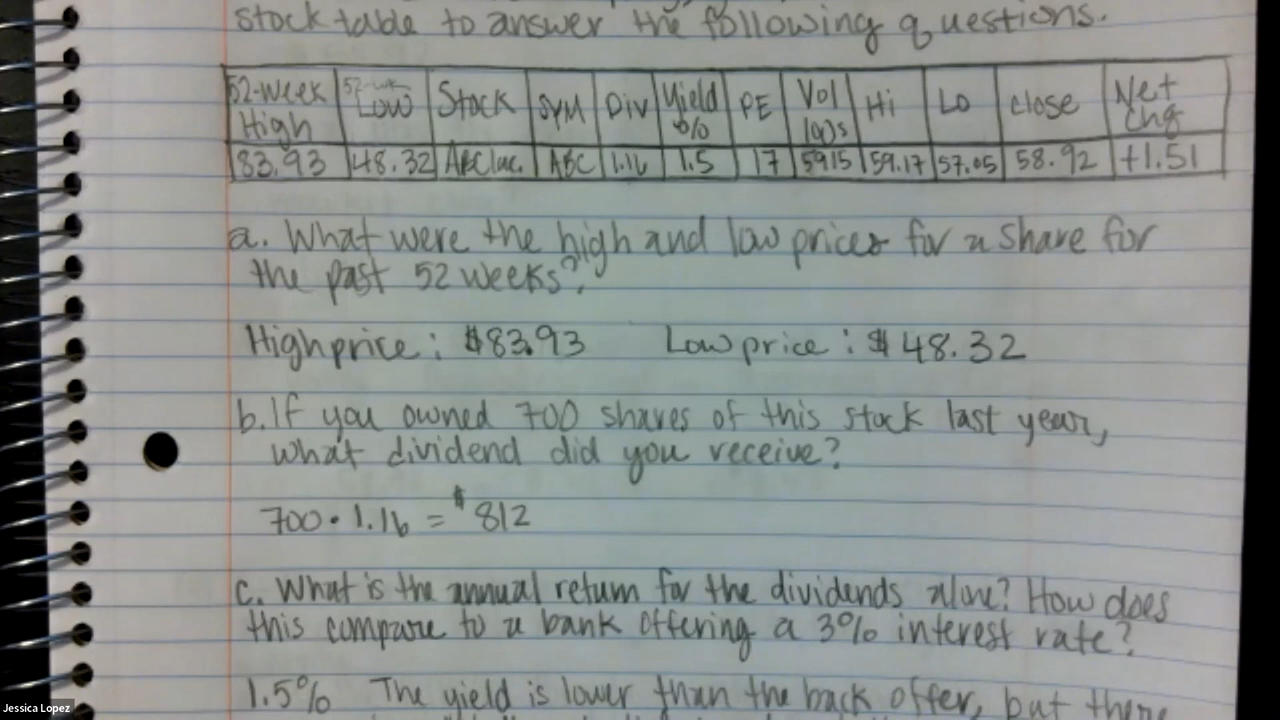 stock table to answer the following questions.
52-Week High 52-wk Low Stock SYM Div Yield % PE Vol 100s Hi Lo close Net chg
83.93 48.32 ABC Inc. ABC 1.16 1.5 17 5915 59.17 57.05 58.92 +1.51
a. What were the high and low prices for a share for
the past 52 weeks?
High price: $83.93 Low price: $48.32
b. If you owned 700 shares of this stock last year,
what dividend did you receive?
700 · 1.16 = $812
c. What is the annual return for the dividends alone? How does
this compare to a bank offering a 3% interest rate?
1.5% The yield is lower than the back offer, but there
Jessica Lopez